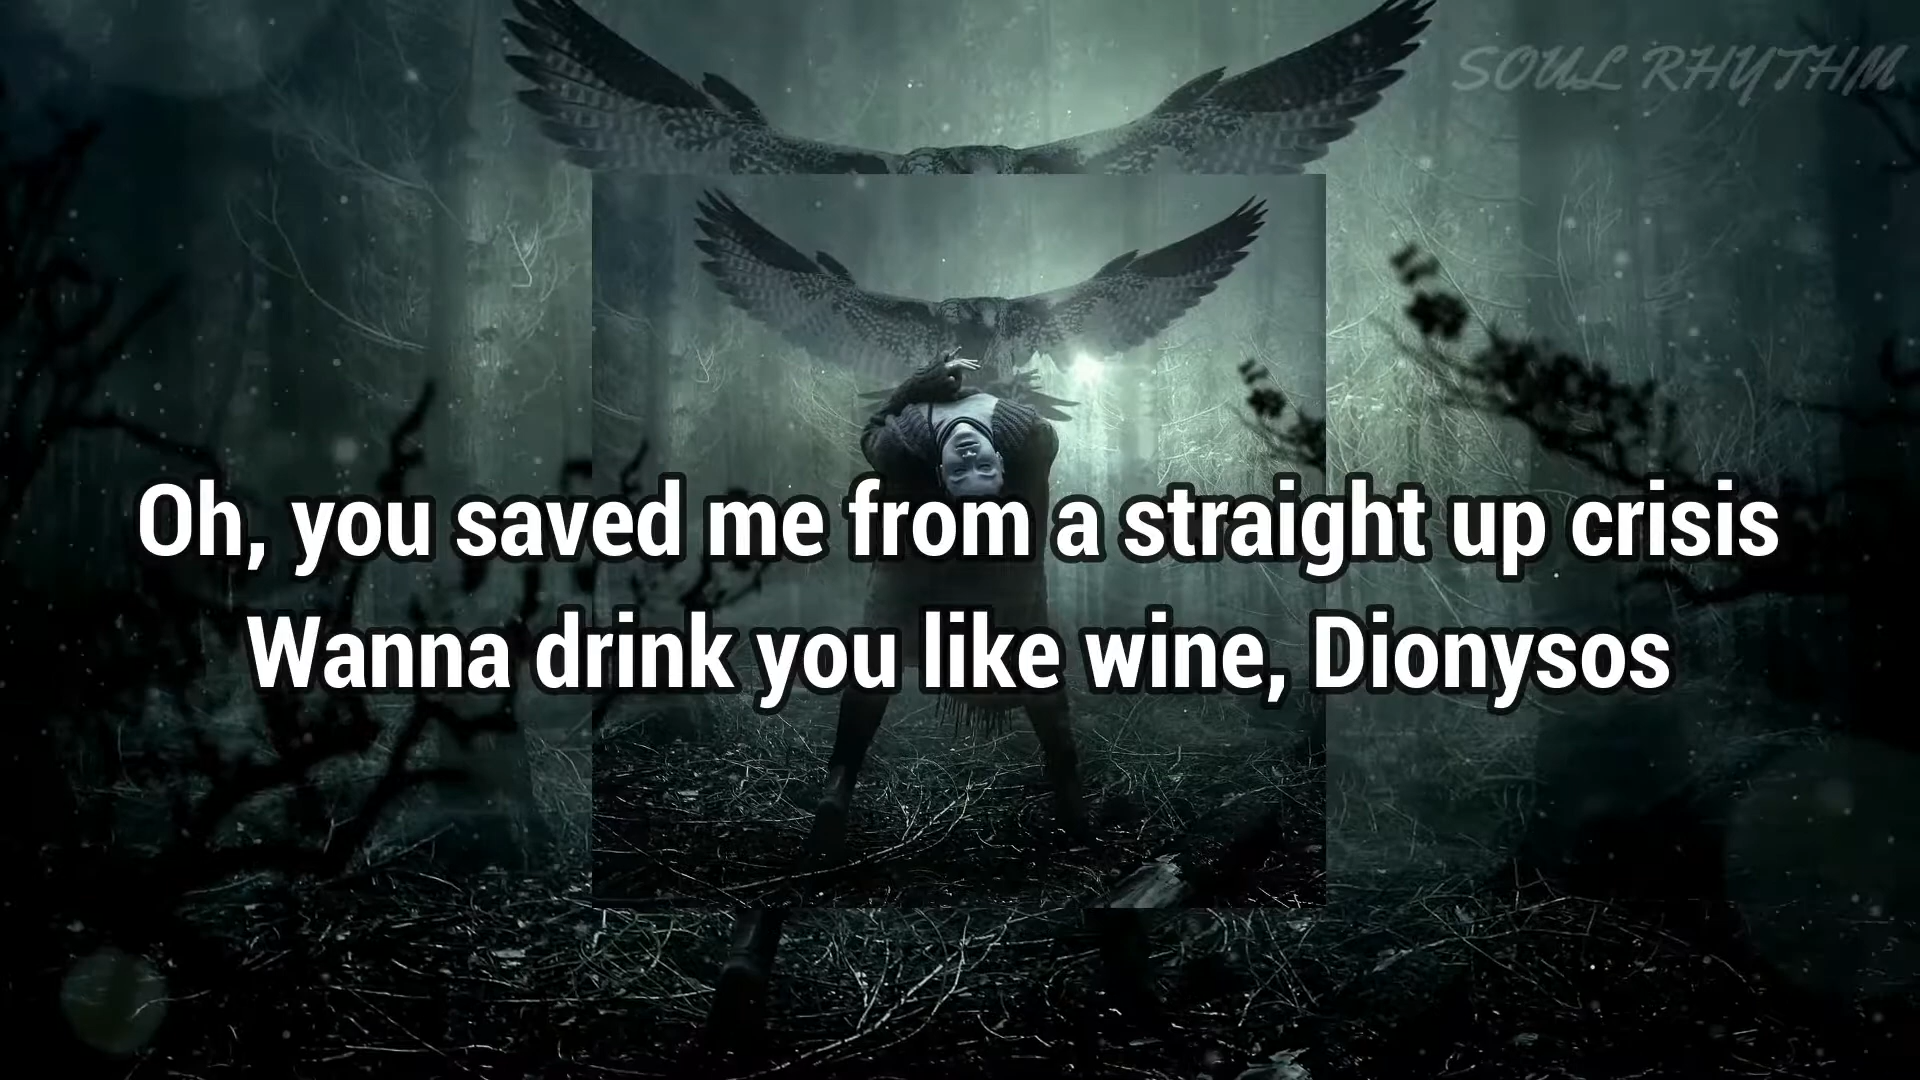 SOUL RHYTHM
Oh, you saved me from a straight up crisis
Wanna drink you like wine, Dionysos